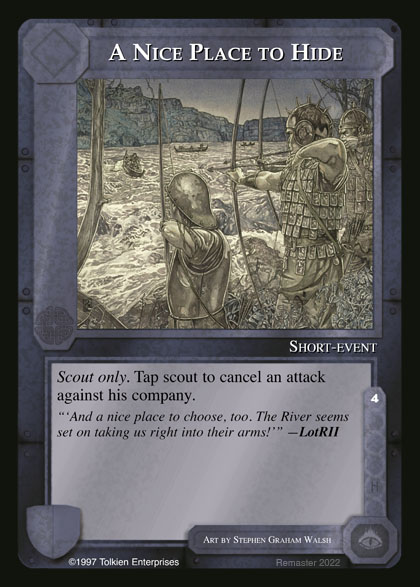 A Nice Place to Hide
Short-event
Scout only. Tap scout to cancel an attack
against his company.
“‘And a nice place to choose, too. The River seems
set on taking us right into their arms!’” —LotRII
4
H
Art by Stephen Graham Walsh
©1997 Tolkien Enterprises
Remaster 2022